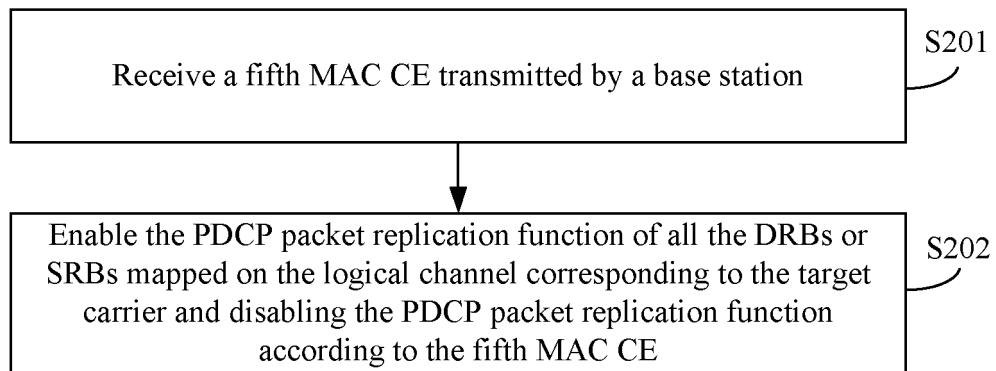 S201
Receive a fifth MAC CE transmitted by a base station
S202
Enable the PDCP packet replication function of all the DRBs or
SRBs mapped on the logical channel corresponding to the target
carrier and disabling the PDCP packet replication function
according to the fifth MAC CE